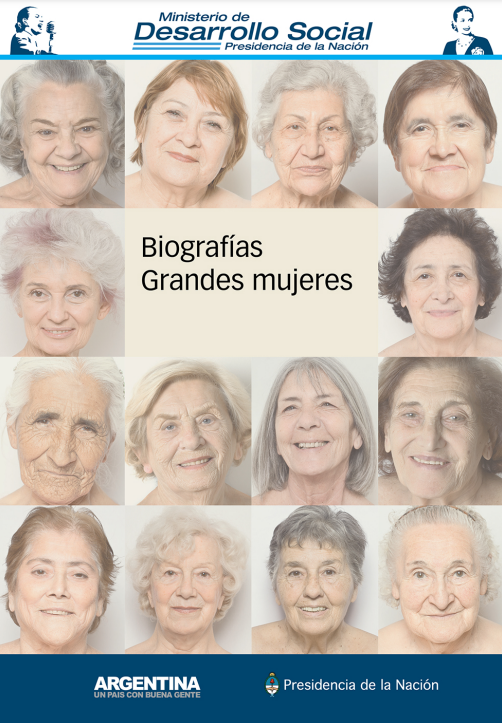 Ministerio de
Desarrollo Social
Presidencia de la Nación
Biografías
Grandes mujeres
ARGENTINA
UN PAIS CON BUENA GENTE
Presidencia de la Nación